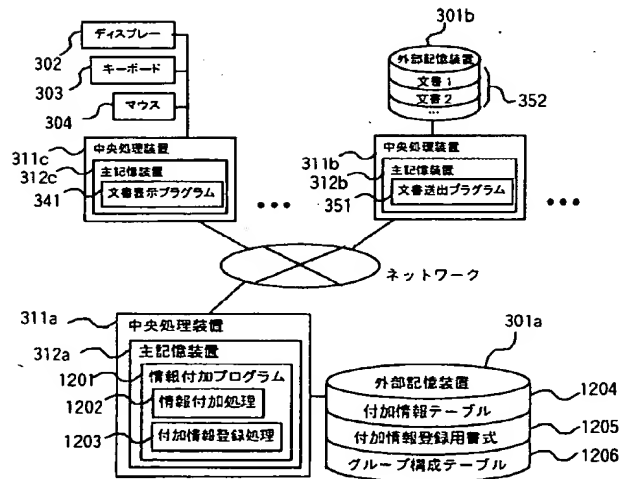 301b
ディスプレー
302
外部記憶装置
キーボード
303
文書1
文書2
…
352
マウス
304
311c
中央処理装置
312c
主記憶装置
341
文書表示プログラム
•••
311b
中央処理装置
312b
主記憶装置
351
文書送出プログラム
•••
ネットワーク
311a
中央処理装置
312a
主記憶装置
1201
情報付加プログラム
1202
情報付加処理
1203
付加情報登録処理
301a
外部記憶装置
1204
付加情報テーブル
1205
付加情報登録用書式
1206
グループ構成テーブル